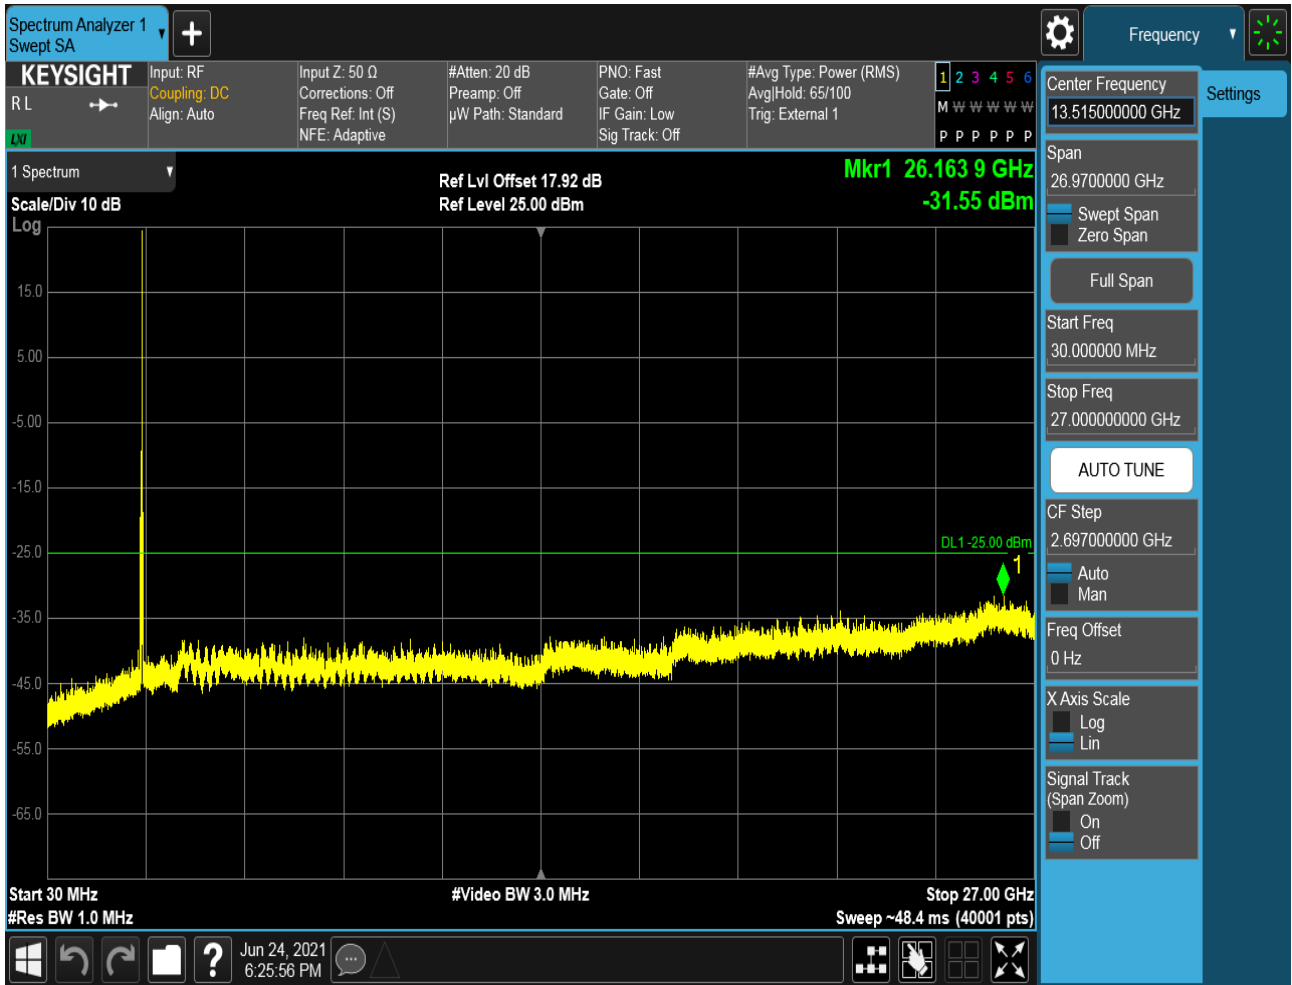 Spectrum Analyzer 1
Swept SA
Frequency
KEYSIGHT
R L
LXI
Input: RF
Coupling: DC
Align: Auto
Input Z: 50 Ω
Corrections: Off
Freq Ref: Int (S)
NFE: Adaptive
#Atten: 20 dB
Preamp: Off
µW Path: Standard
PNO: Fast
Gate: Off
IF Gain: Low
Sig Track: Off
#Avg Type: Power (RMS)
Avg|Hold: 65/100
Trig: External 1
1 2 3 4 5 6
M W W W W W
P P P P P P
1 Spectrum
Scale/Div 10 dB
Log
Ref Lvl Offset 17.92 dB
Ref Level 25.00 dBm
Mkr1 26.163 9 GHz
-31.55 dBm
15.0
5.00
-5.00
-15.0
-25.0
-35.0
-45.0
-55.0
-65.0
DL1 -25.00 dBm
1
Start 30 MHz
#Res BW 1.0 MHz
#Video BW 3.0 MHz
Stop 27.00 GHz
Sweep ~48.4 ms (40001 pts)
Jun 24, 2021
6:25:56 PM
Center Frequency
13.515000000 GHz
Settings
Span
26.9700000 GHz
Swept Span
Zero Span
Full Span
Start Freq
30.000000 MHz
Stop Freq
27.000000000 GHz
AUTO TUNE
CF Step
2.697000000 GHz
Auto
Man
Freq Offset
0 Hz
X Axis Scale
Log
Lin
Signal Track
(Span Zoom)
On
Off